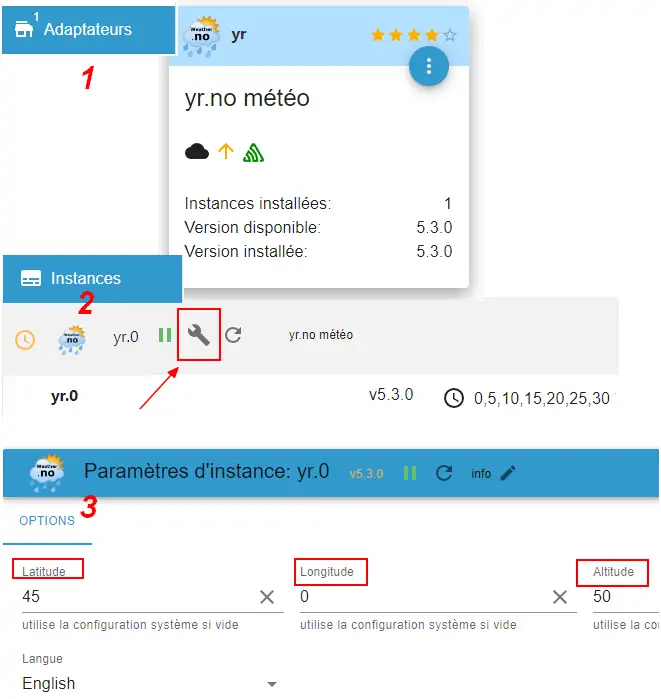 1
Adaptateurs
1
Weather .no
yr
yr.no météo
Instances installées: 1
Version disponible: 5.3.0
Version installée: 5.3.0
Instances
2
Weather .no
yr.0
yr.no météo
yr.0
v5.3.0
0,5,10,15,20,25,30
Weather .no
Paramètres d'instance: yr.0
v5.3.0
info
3
OPTIONS
Latitude
Longitude
Altitude
45
0
50
utilise la configuration système si vide
utilise la configuration système si vide
utilise la co
Langue
English